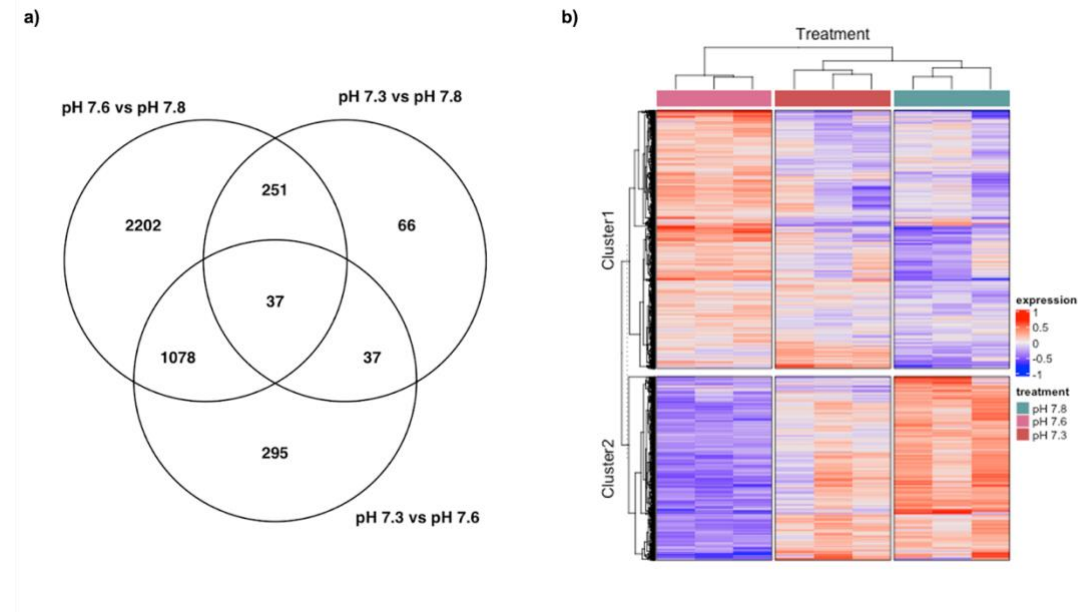 a)
pH 7.6 vs pH 7.8
pH 7.3 vs pH 7.8
251
2202
66
37
1078
37
295
pH 7.3 vs pH 7.6
b)
Treatment
Cluster1
Cluster2
expression
1
0.5
0
-0.5
-1
treatment
pH 7.8
pH 7.6
pH 7.3